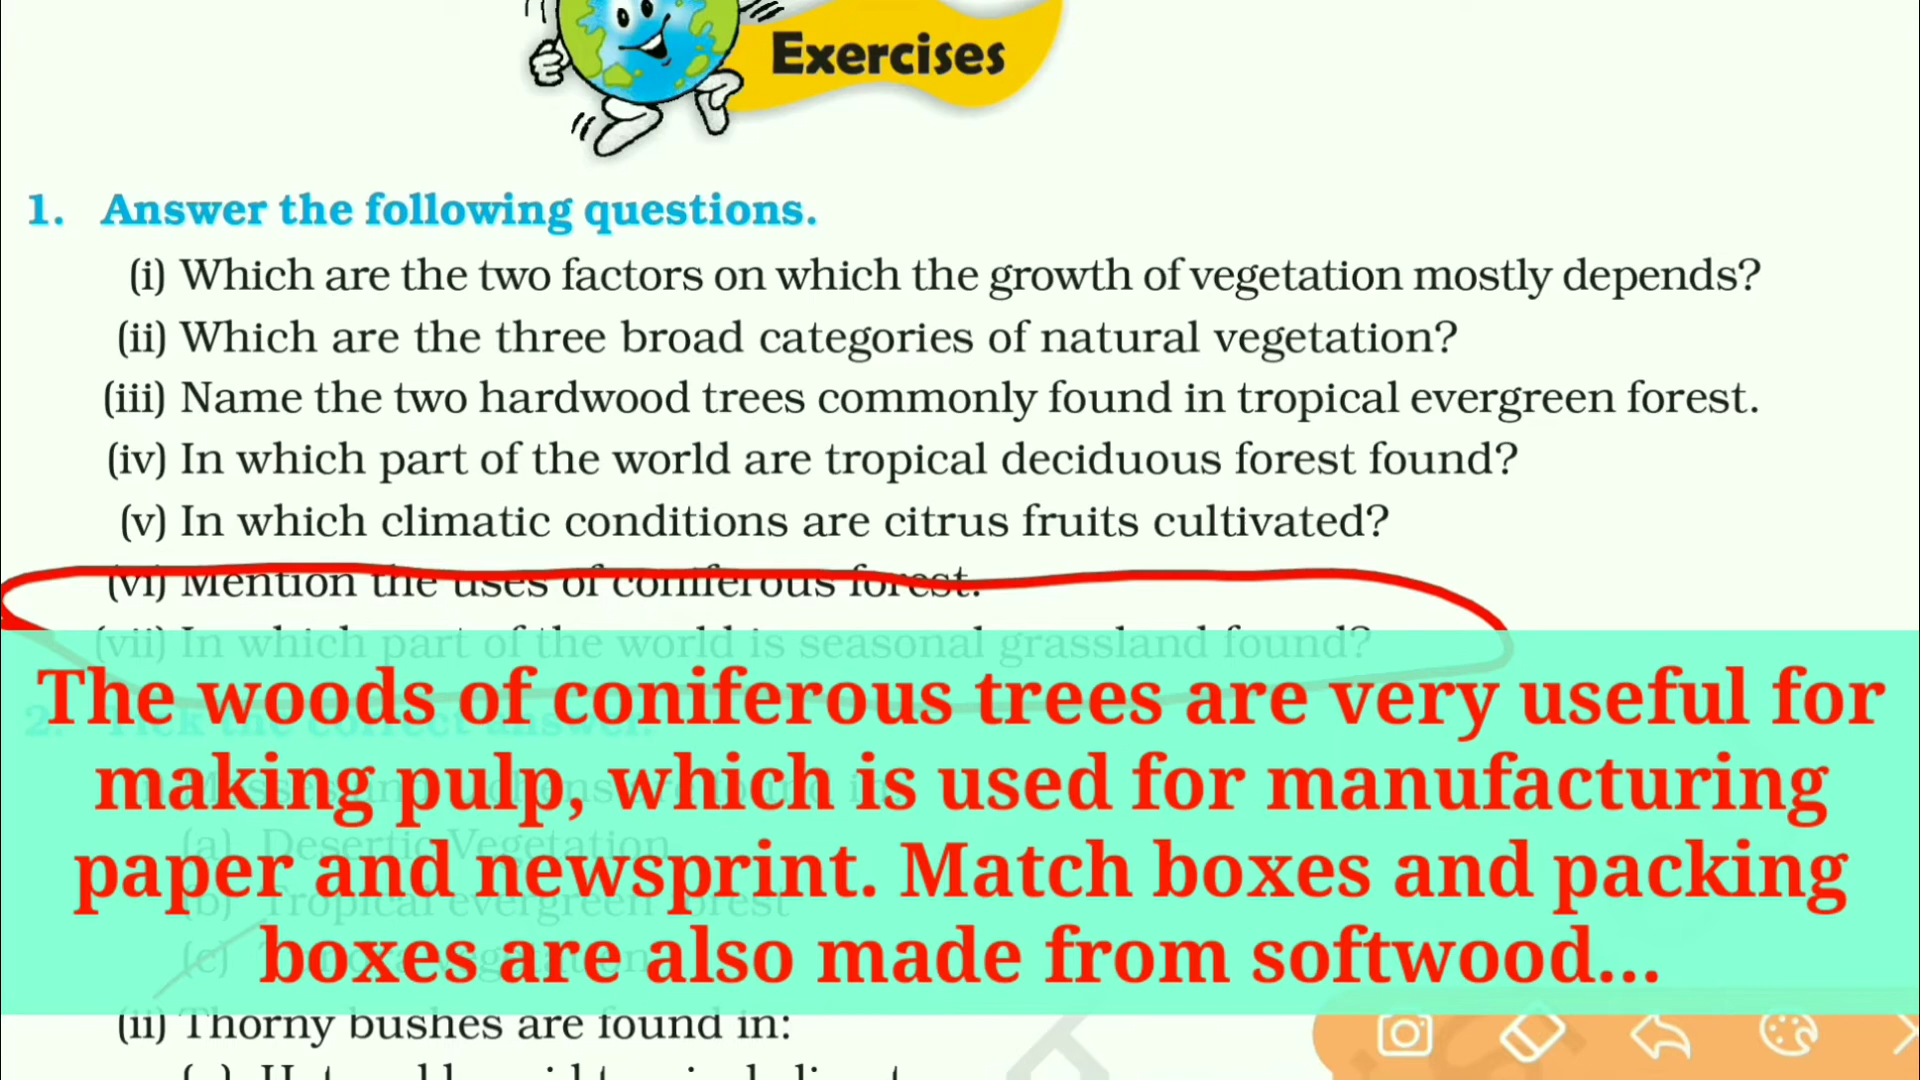 Exercises
1. Answer the following questions.
(i) Which are the two factors on which the growth of vegetation mostly depends?
(ii) Which are the three broad categories of natural vegetation?
(iii) Name the two hardwood trees commonly found in tropical evergreen forest.
(iv) In which part of the world are tropical deciduous forest found?
(v) In which climatic conditions are citrus fruits cultivated?
(vi) Mention the uses of coniferous forest.
(vii) In which part of the world is seasonal grassland found?
The woods of coniferous trees are very useful for
2. Tick the correct answer.
making pulp, which is used for manufacturing
(a) Desertic Vegetation
paper and newsprint. Match boxes and packing
(b) Tropical evergreen forest
boxes are also made from softwood...
(c)
(ii) Thorny bushes are found in: